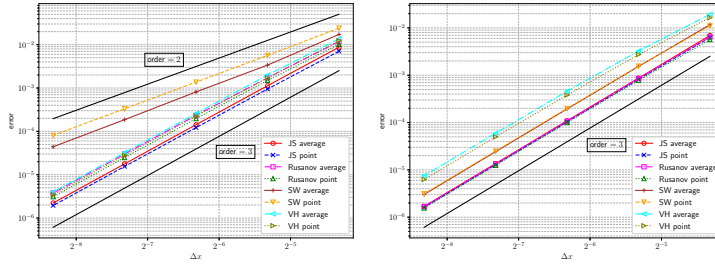 10⁻²
10⁻³
10⁻⁴
10⁻⁵
10⁻⁶
error
order = 2
order = 3
JS average
JS point
Rusanov average
Rusanov point
SW average
SW point
VH average
VH point
2⁻⁸
2⁻⁷
2⁻⁶
2⁻⁵
Δx
10⁻²
10⁻³
10⁻⁴
10⁻⁵
10⁻⁶
error
order = 3
JS average
JS point
Rusanov average
Rusanov point
SW average
SW point
VH average
VH point
2⁻⁸
2⁻⁷
2⁻⁶
2⁻⁵
Δx